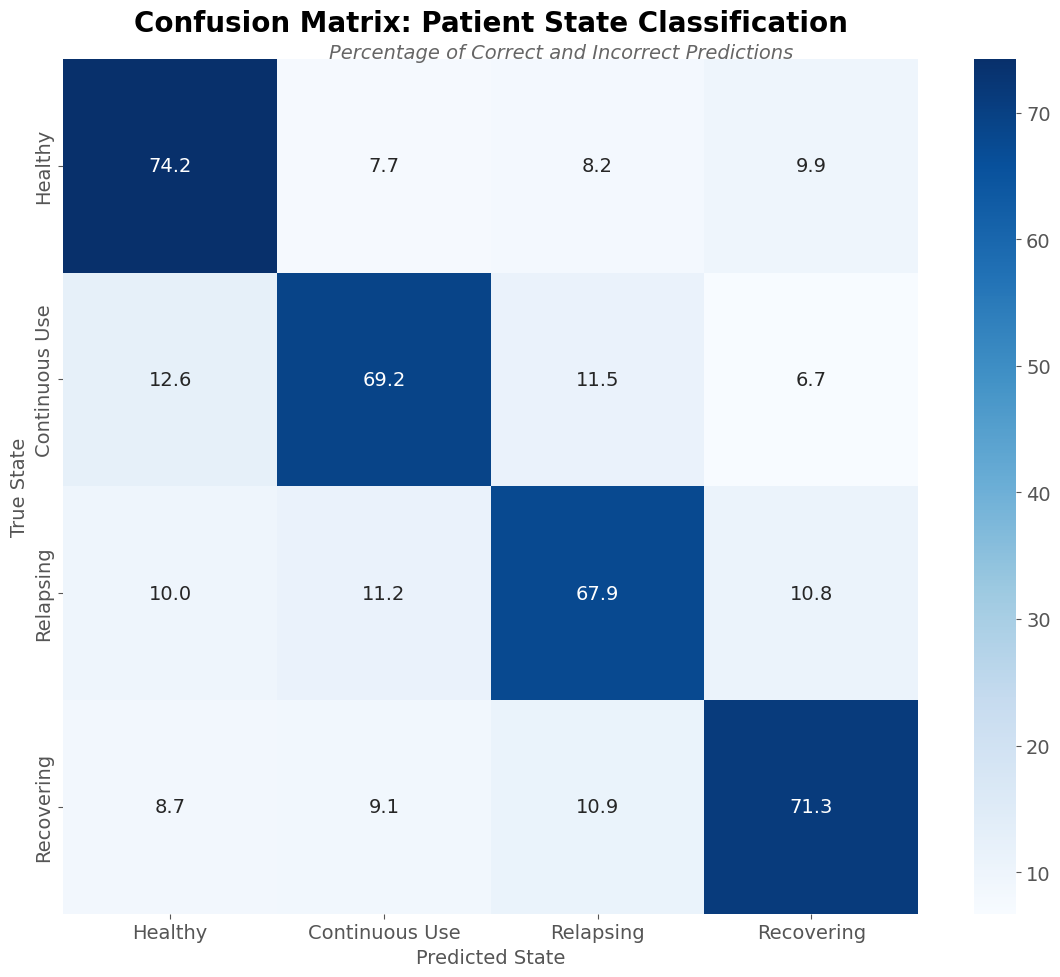 Confusion Matrix: Patient State Classification
Percentage of Correct and Incorrect Predictions
True State
Healthy
74.2 7.7 8.2 9.9
Continuous Use
12.6 69.2 11.5 6.7
Relapsing
10.0 11.2 67.9 10.8
Recovering
8.7 9.1 10.9 71.3
Healthy Continuous Use Relapsing Recovering
Predicted State
70
60
50
40
30
20
10